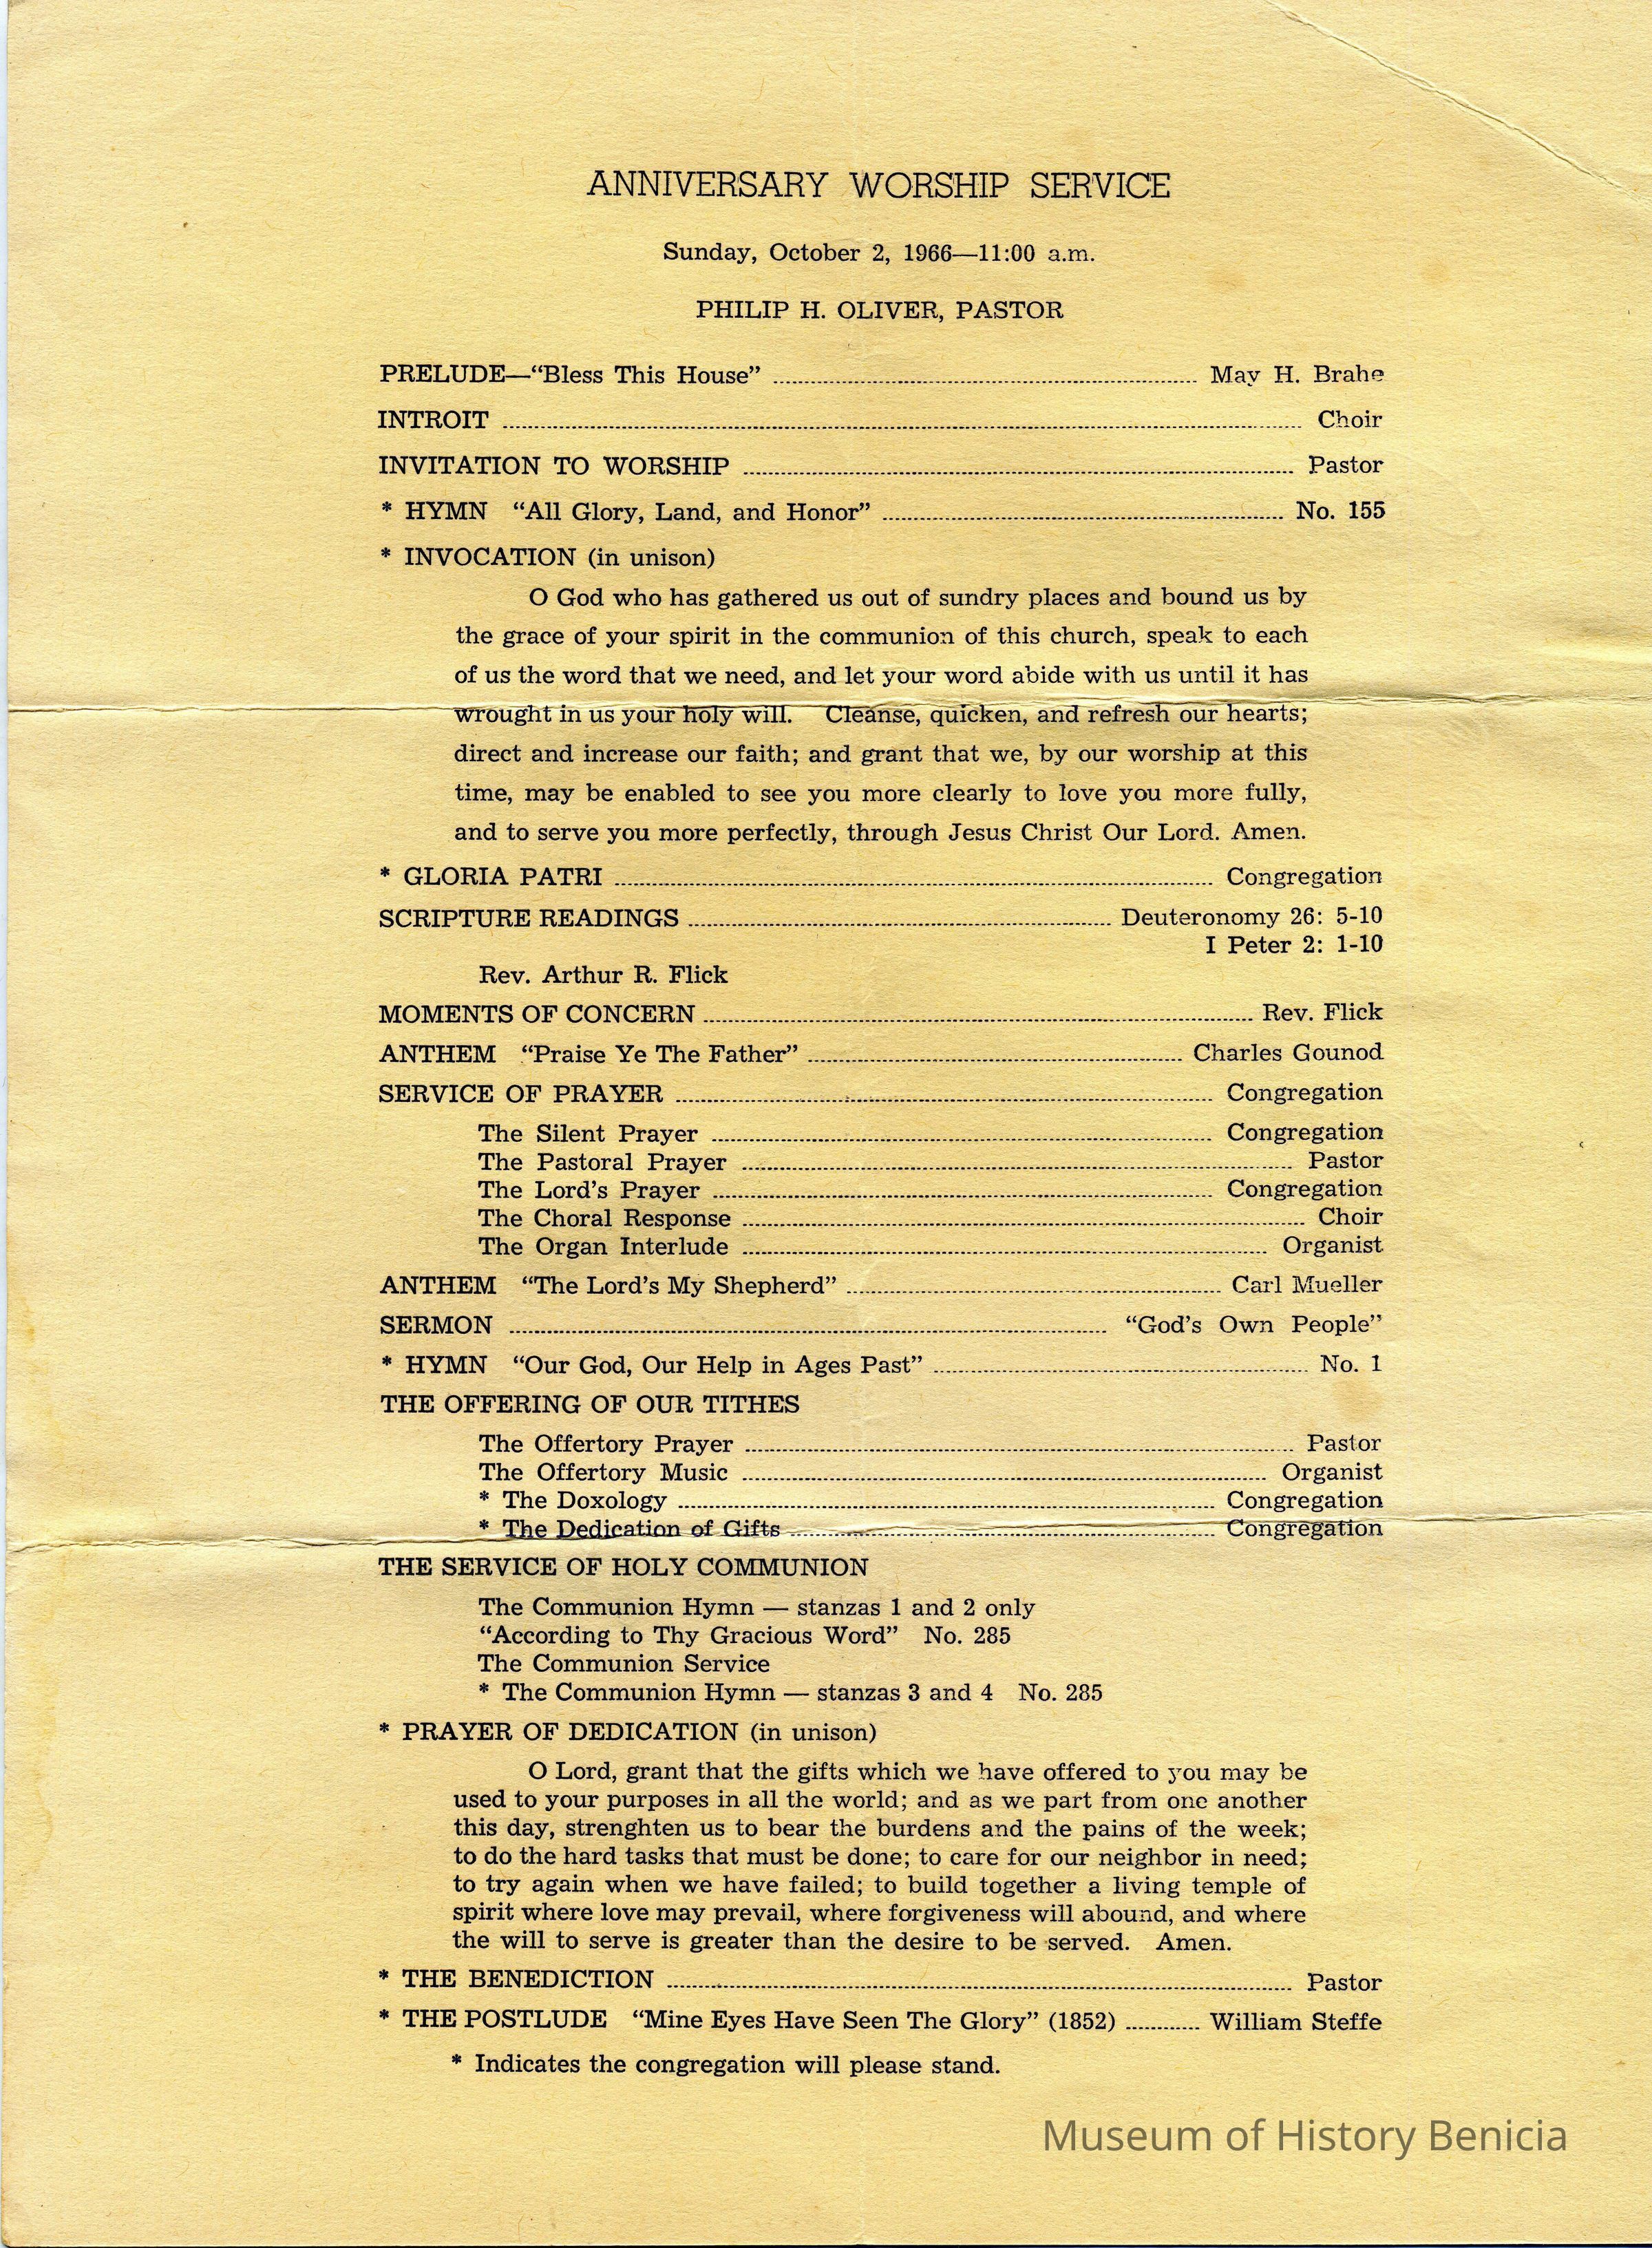 ANNIVERSARY WORSHIP SERVICE
Sunday, October 2, 1966—11:00 a.m.
PHILIP H. OLIVER, PASTOR
PRELUDE—“Bless This House” ........ May H. Brahe
INTROIT ........ Choir
INVITATION TO WORSHIP ........ Pastor
* HYMN “All Glory, Land, and Honor” ........ No. 155
* INVOCATION (in unison)
O God who has gathered us out of sundry places and bound us by
the grace of your spirit in the communion of this church, speak to each
of us the word that we need, and let your word abide with us until it has
wrought in us your holy will. Cleanse, quicken, and refresh our hearts;
direct and increase our faith; and grant that we, by our worship at this
time, may be enabled to see you more clearly to love you more fully,
and to serve you more perfectly, through Jesus Christ Our Lord. Amen.
* GLORIA PATRI ........ Congregation
SCRIPTURE READINGS ........ Deuteronomy 26: 5-10
I Peter 2: 1-10
Rev. Arthur R. Flick
MOMENTS OF CONCERN ........ Rev. Flick
ANTHEM “Praise Ye The Father” ........ Charles Gounod
SERVICE OF PRAYER ........ Congregation
The Silent Prayer ........ Congregation
The Pastoral Prayer ........ Pastor
The Lord’s Prayer ........ Congregation
The Choral Response ........ Choir
The Organ Interlude ........ Organist
ANTHEM “The Lord’s My Shepherd” ........ Carl Mueller
SERMON ........ “God’s Own People”
* HYMN “Our God, Our Help in Ages Past” ........ No. 1
THE OFFERING OF OUR TITHES
The Offertory Prayer ........ Pastor
The Offertory Music ........ Organist
* The Doxology ........ Congregation
* The Dedication of Gifts ........ Congregation
THE SERVICE OF HOLY COMMUNION
The Communion Hymn — stanzas 1 and 2 only
“According to Thy Gracious Word” No. 285
The Communion Service
* The Communion Hymn — stanzas 3 and 4 No. 285
* PRAYER OF DEDICATION (in unison)
O Lord, grant that the gifts which we have offered to you may be
used to your purposes in all the world; and as we part from one another
this day, strenghten us to bear the burdens and the pains of the week;
to do the hard tasks that must be done; to care for our neighbor in need;
to try again when we have failed; to build together a living temple of
spirit where love may prevail, where forgiveness will abound, and where
the will to serve is greater than the desire to be served. Amen.
* THE BENEDICTION ........ Pastor
* THE POSTLUDE “Mine Eyes Have Seen The Glory” (1852) ........ William Steffe
* Indicates the congregation will please stand.
Museum of History Benicia